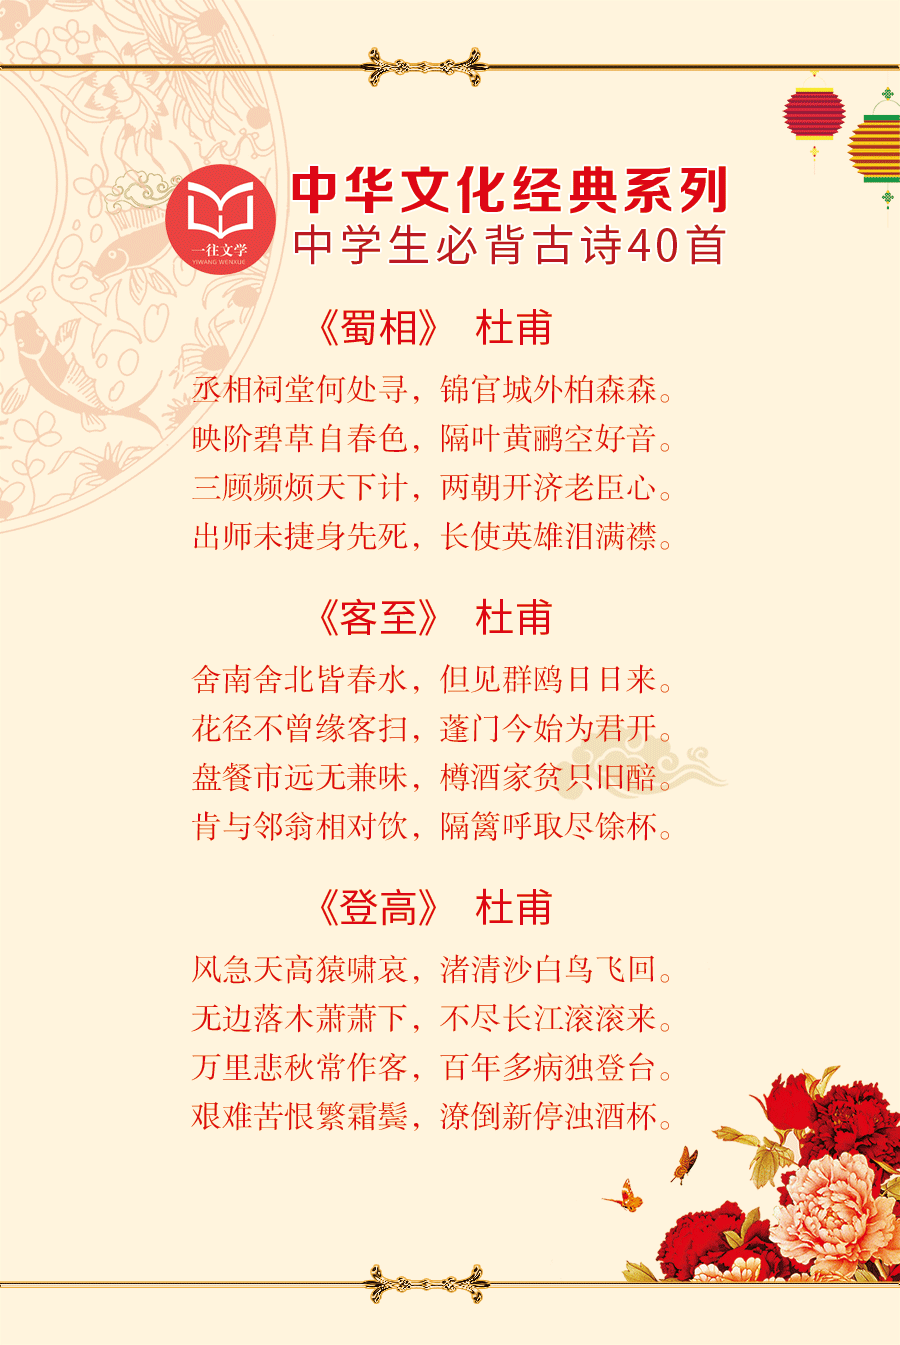 中华文化经典系列
一往文学
YIWANG WENXUE
中学生必背古诗40首
《蜀相》 杜甫
丞相祠堂何处寻，锦官城外柏森森。
映阶碧草自春色，隔叶黄鹂空好音。
三顾频烦天下计，两朝开济老臣心。
出师未捷身先死，长使英雄泪满襟。
《客至》 杜甫
舍南舍北皆春水，但见群鸥日日来。
花径不曾缘客扫，蓬门今始为君开。
盘餐市远无兼味，樽酒家贫只旧醅。
肯与邻翁相对饮，隔篱呼取尽馀杯。
《登高》 杜甫
风急天高猿啸哀，渚清沙白鸟飞回。
无边落木萧萧下，不尽长江滚滚来。
万里悲秋常作客，百年多病独登台。
艰难苦恨繁霜鬓，潦倒新停浊酒杯。